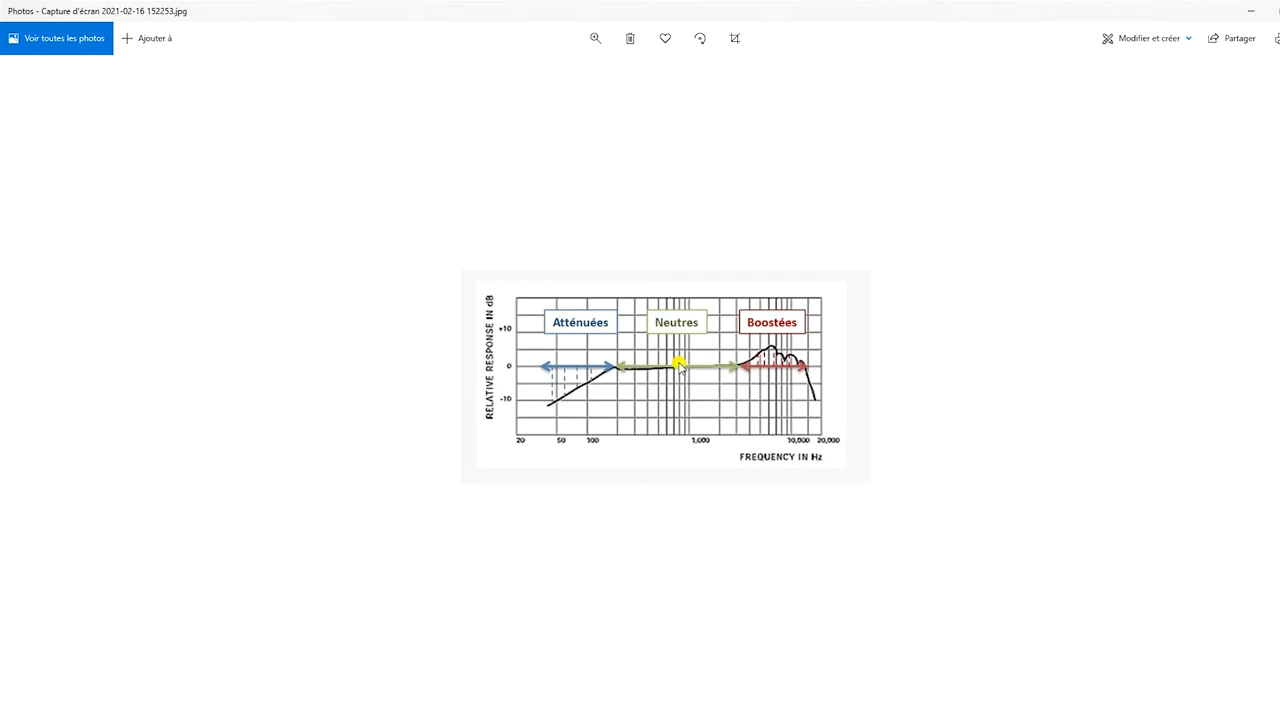 Photos - Capture d'écran 2021-02-16 152253.jpg
Voir toutes les photos
Ajouter à
Modifier et créer
Partager
RELATIVE RESPONSE IN dB
Atténuées
Neutres
Boostées
+10
0
-10
20 50 100 1,000 10,000 20,000
FREQUENCY IN Hz